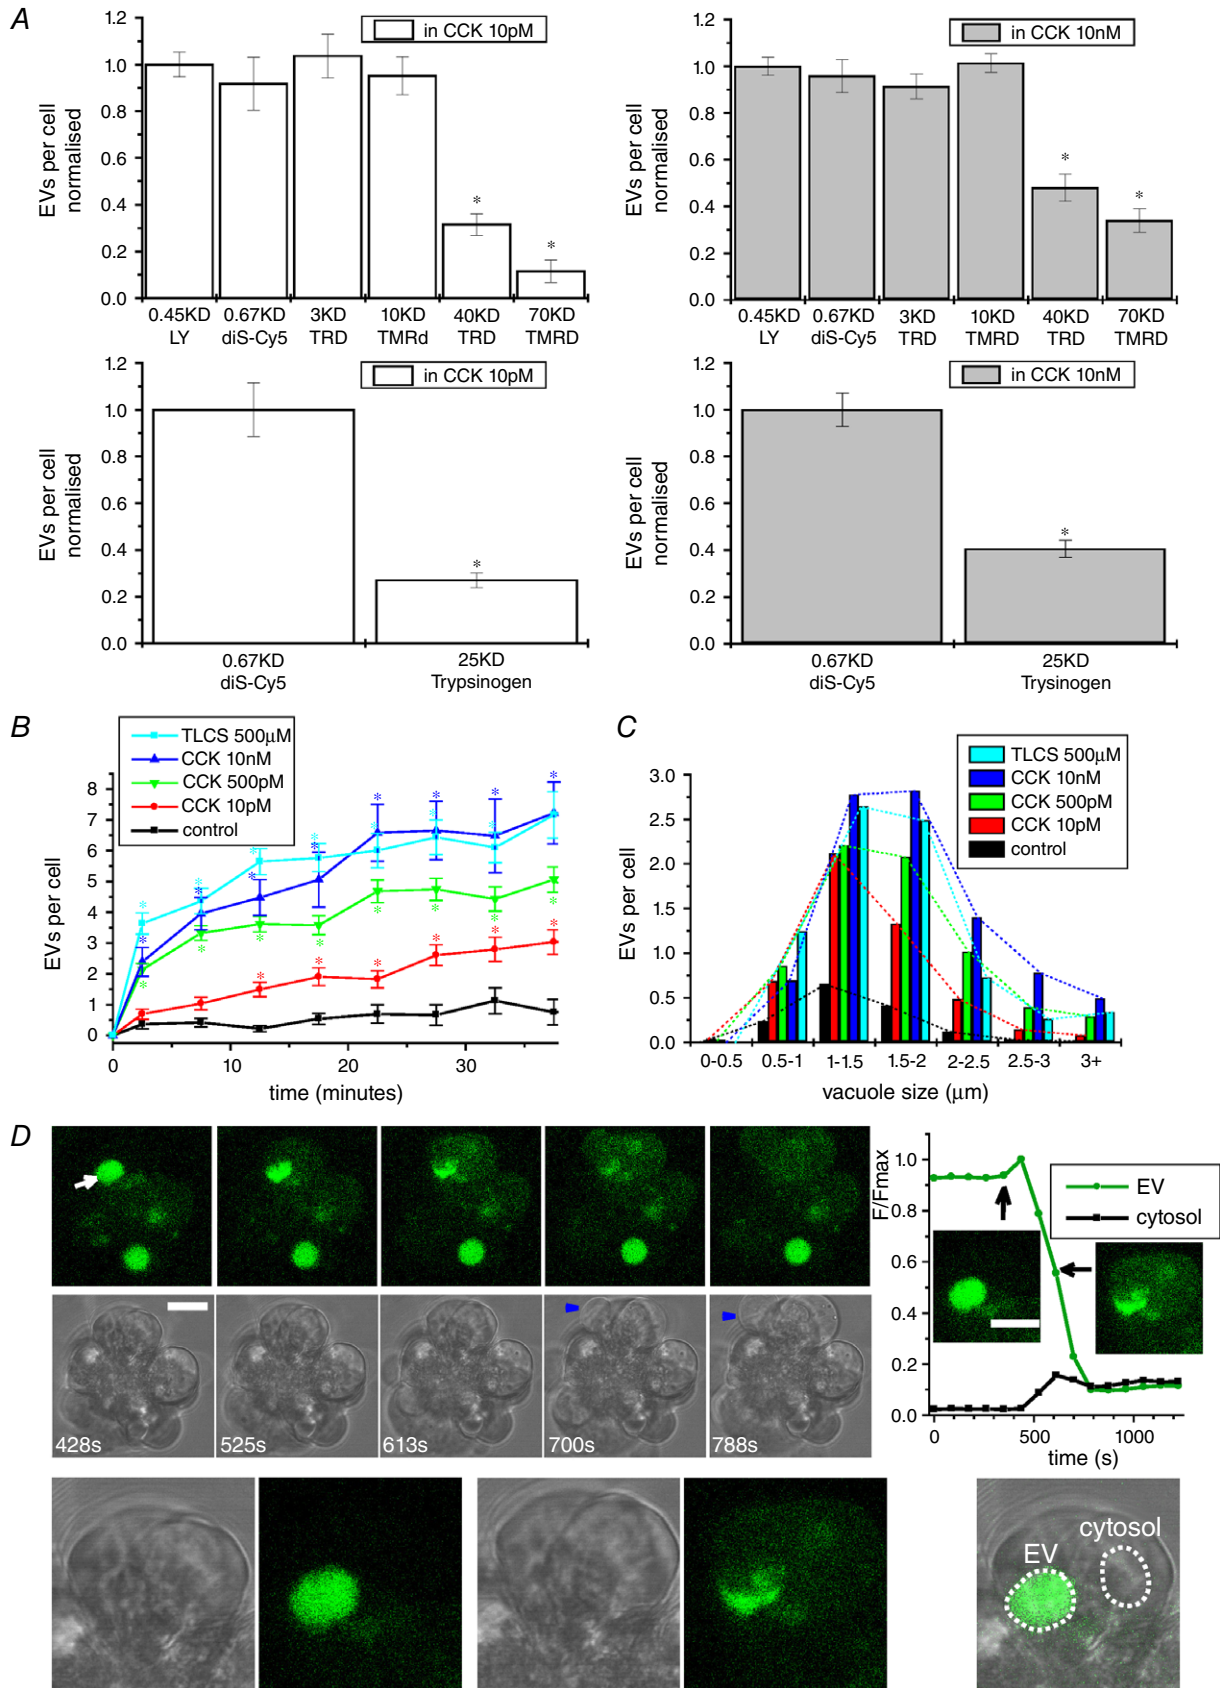 A
EVs per cell
normalised
1.2
1.0
0.8
0.6
0.4
0.2
0.0
in CCK 10pM
*
*
0.45KD
LY
0.67KD
diS-Cy5
3KD
TRD
10KD
TMRd
40KD
TRD
70KD
TMRD
EVs per cell
normalised
1.2
1.0
0.8
0.6
0.4
0.2
0.0
in CCK 10nM
*
*
0.45KD
LY
0.67KD
diS-Cy5
3KD
TRD
10KD
TMRD
40KD
TRD
70KD
TMRD
EVs per cell
normalised
1.2
1.0
0.8
0.6
0.4
0.2
0.0
in CCK 10pM
*
0.67KD
diS-Cy5
25KD
Trypsinogen
EVs per cell
normalised
1.2
1.0
0.8
0.6
0.4
0.2
0.0
in CCK 10nM
*
0.67KD
diS-Cy5
25KD
Trysinogen
B
TLCS 500μM
CCK 10nM
CCK 500pM
CCK 10pM
control
EVs per cell
8
7
6
5
4
3
2
1
0
0
10
20
30
time (minutes)
C
TLCS 500μM
CCK 10nM
CCK 500pM
CCK 10pM
control
EVs per cell
3.0
2.5
2.0
1.5
1.0
0.5
0.0
0-0.5
0.5-1
1-1.5
1.5-2
2-2.5
2.5-3
3+
vacuole size (μm)
D
428s
525s
613s
700s
788s
F/Fmax
1.0
0.8
0.6
0.4
0.2
0.0
EV
cytosol
0
500
1000
time (s)
cytosol
EV